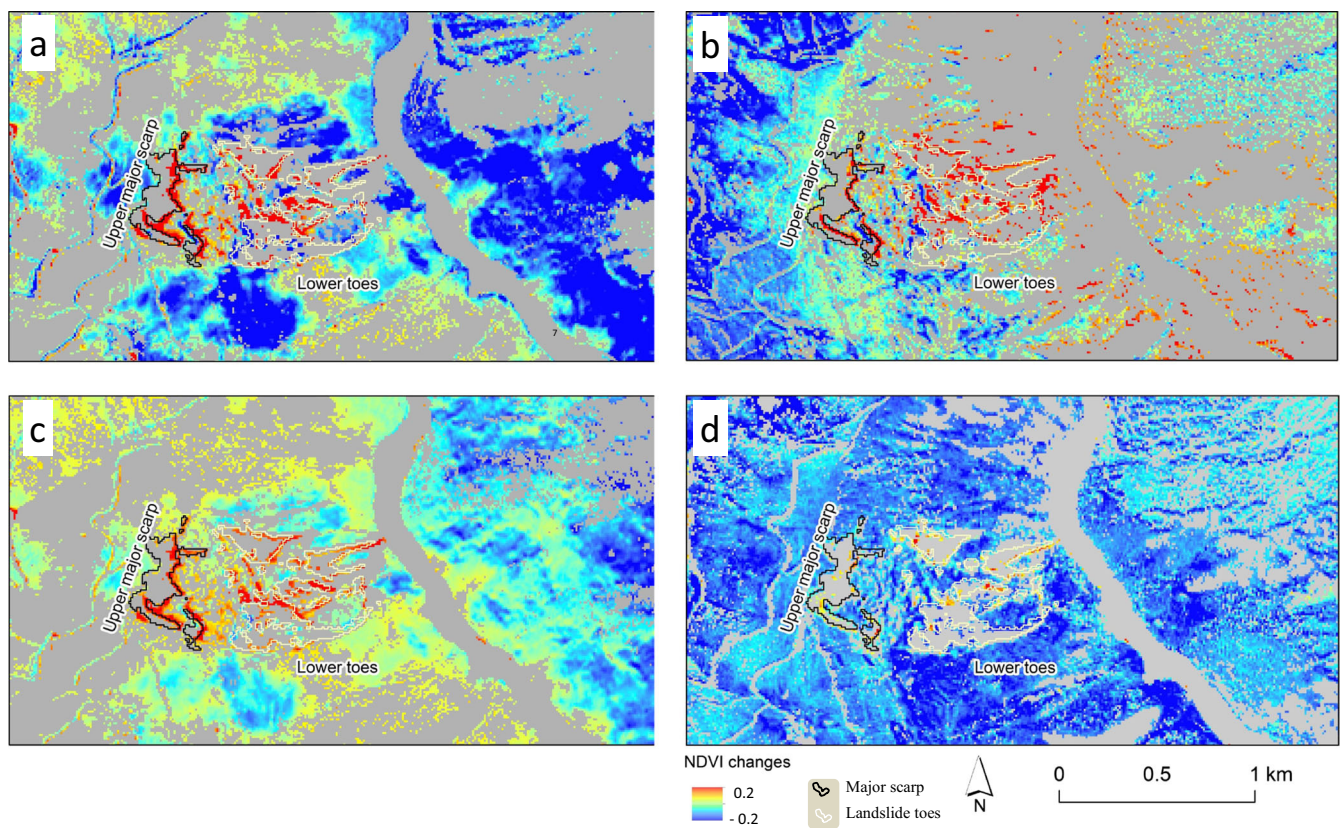 a
b
Upper major scarp
Lower toes
7
Upper major scarp
Lower toes
c
d
Upper major scarp
Lower toes
Upper major scarp
Lower toes
NDVI changes
0.2
- 0.2
Major scarp
Landslide toes
N
0 0.5 1 km